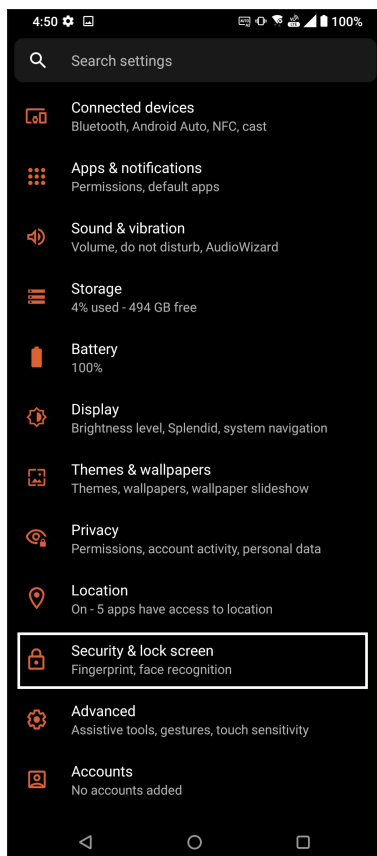 4:50 100%
Search settings
Connected devices
Bluetooth, Android Auto, NFC, cast
Apps & notifications
Permissions, default apps
Sound & vibration
Volume, do not disturb, AudioWizard
Storage
4% used - 494 GB free
Battery
100%
Display
Brightness level, Splendid, system navigation
Themes & wallpapers
Themes, wallpapers, wallpaper slideshow
Privacy
Permissions, account activity, personal data
Location
On - 5 apps have access to location
Security & lock screen
Fingerprint, face recognition
Advanced
Assistive tools, gestures, touch sensitivity
Accounts
No accounts added